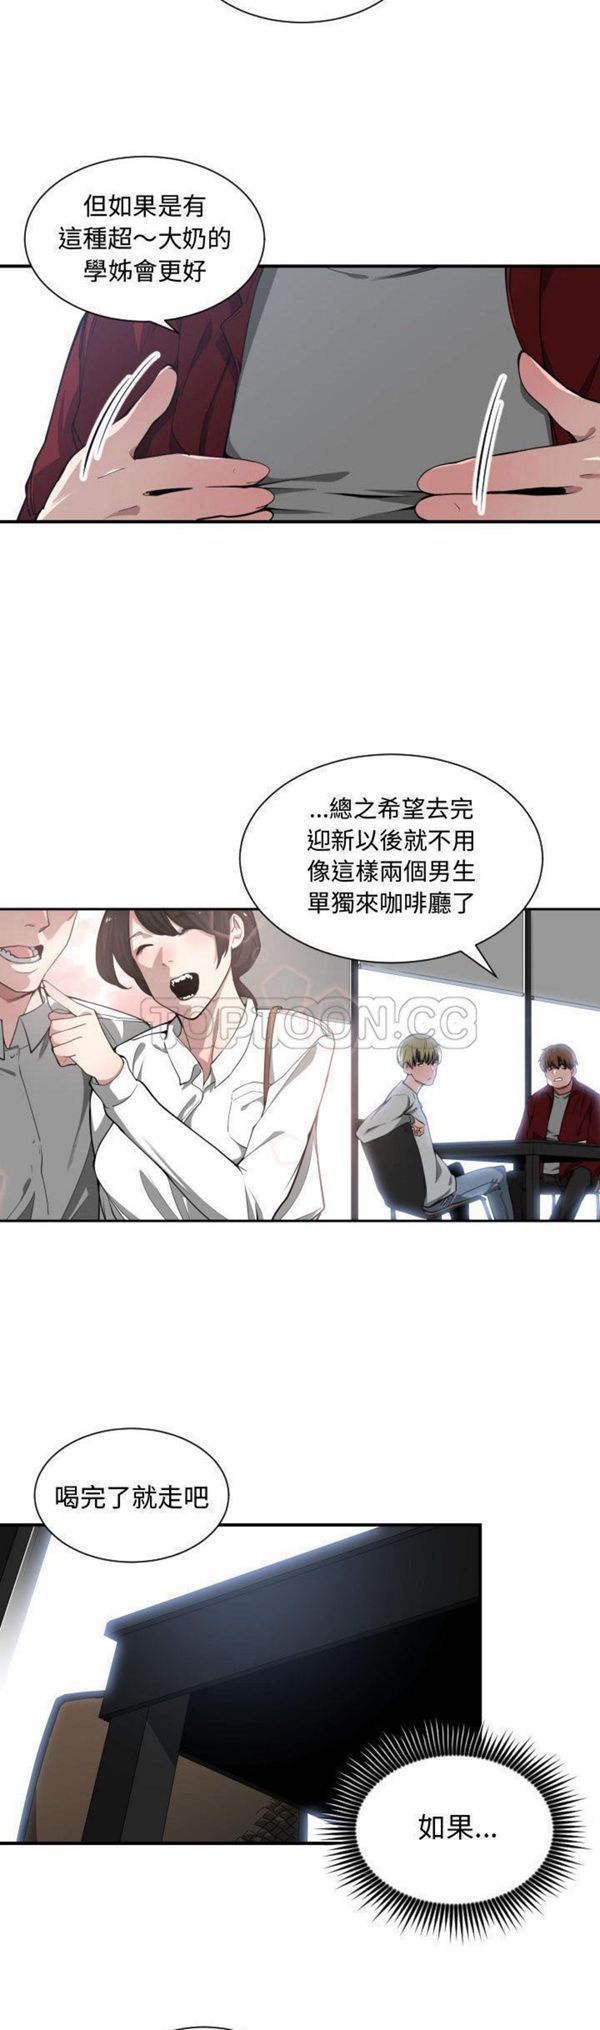 但如果是有
這種超～大奶的
學姊會更好
...總之希望去完
迎新以後就不用
像這樣兩個男生
單獨來咖啡廳了
TOPTOON.CC
喝完了就走吧
如果...